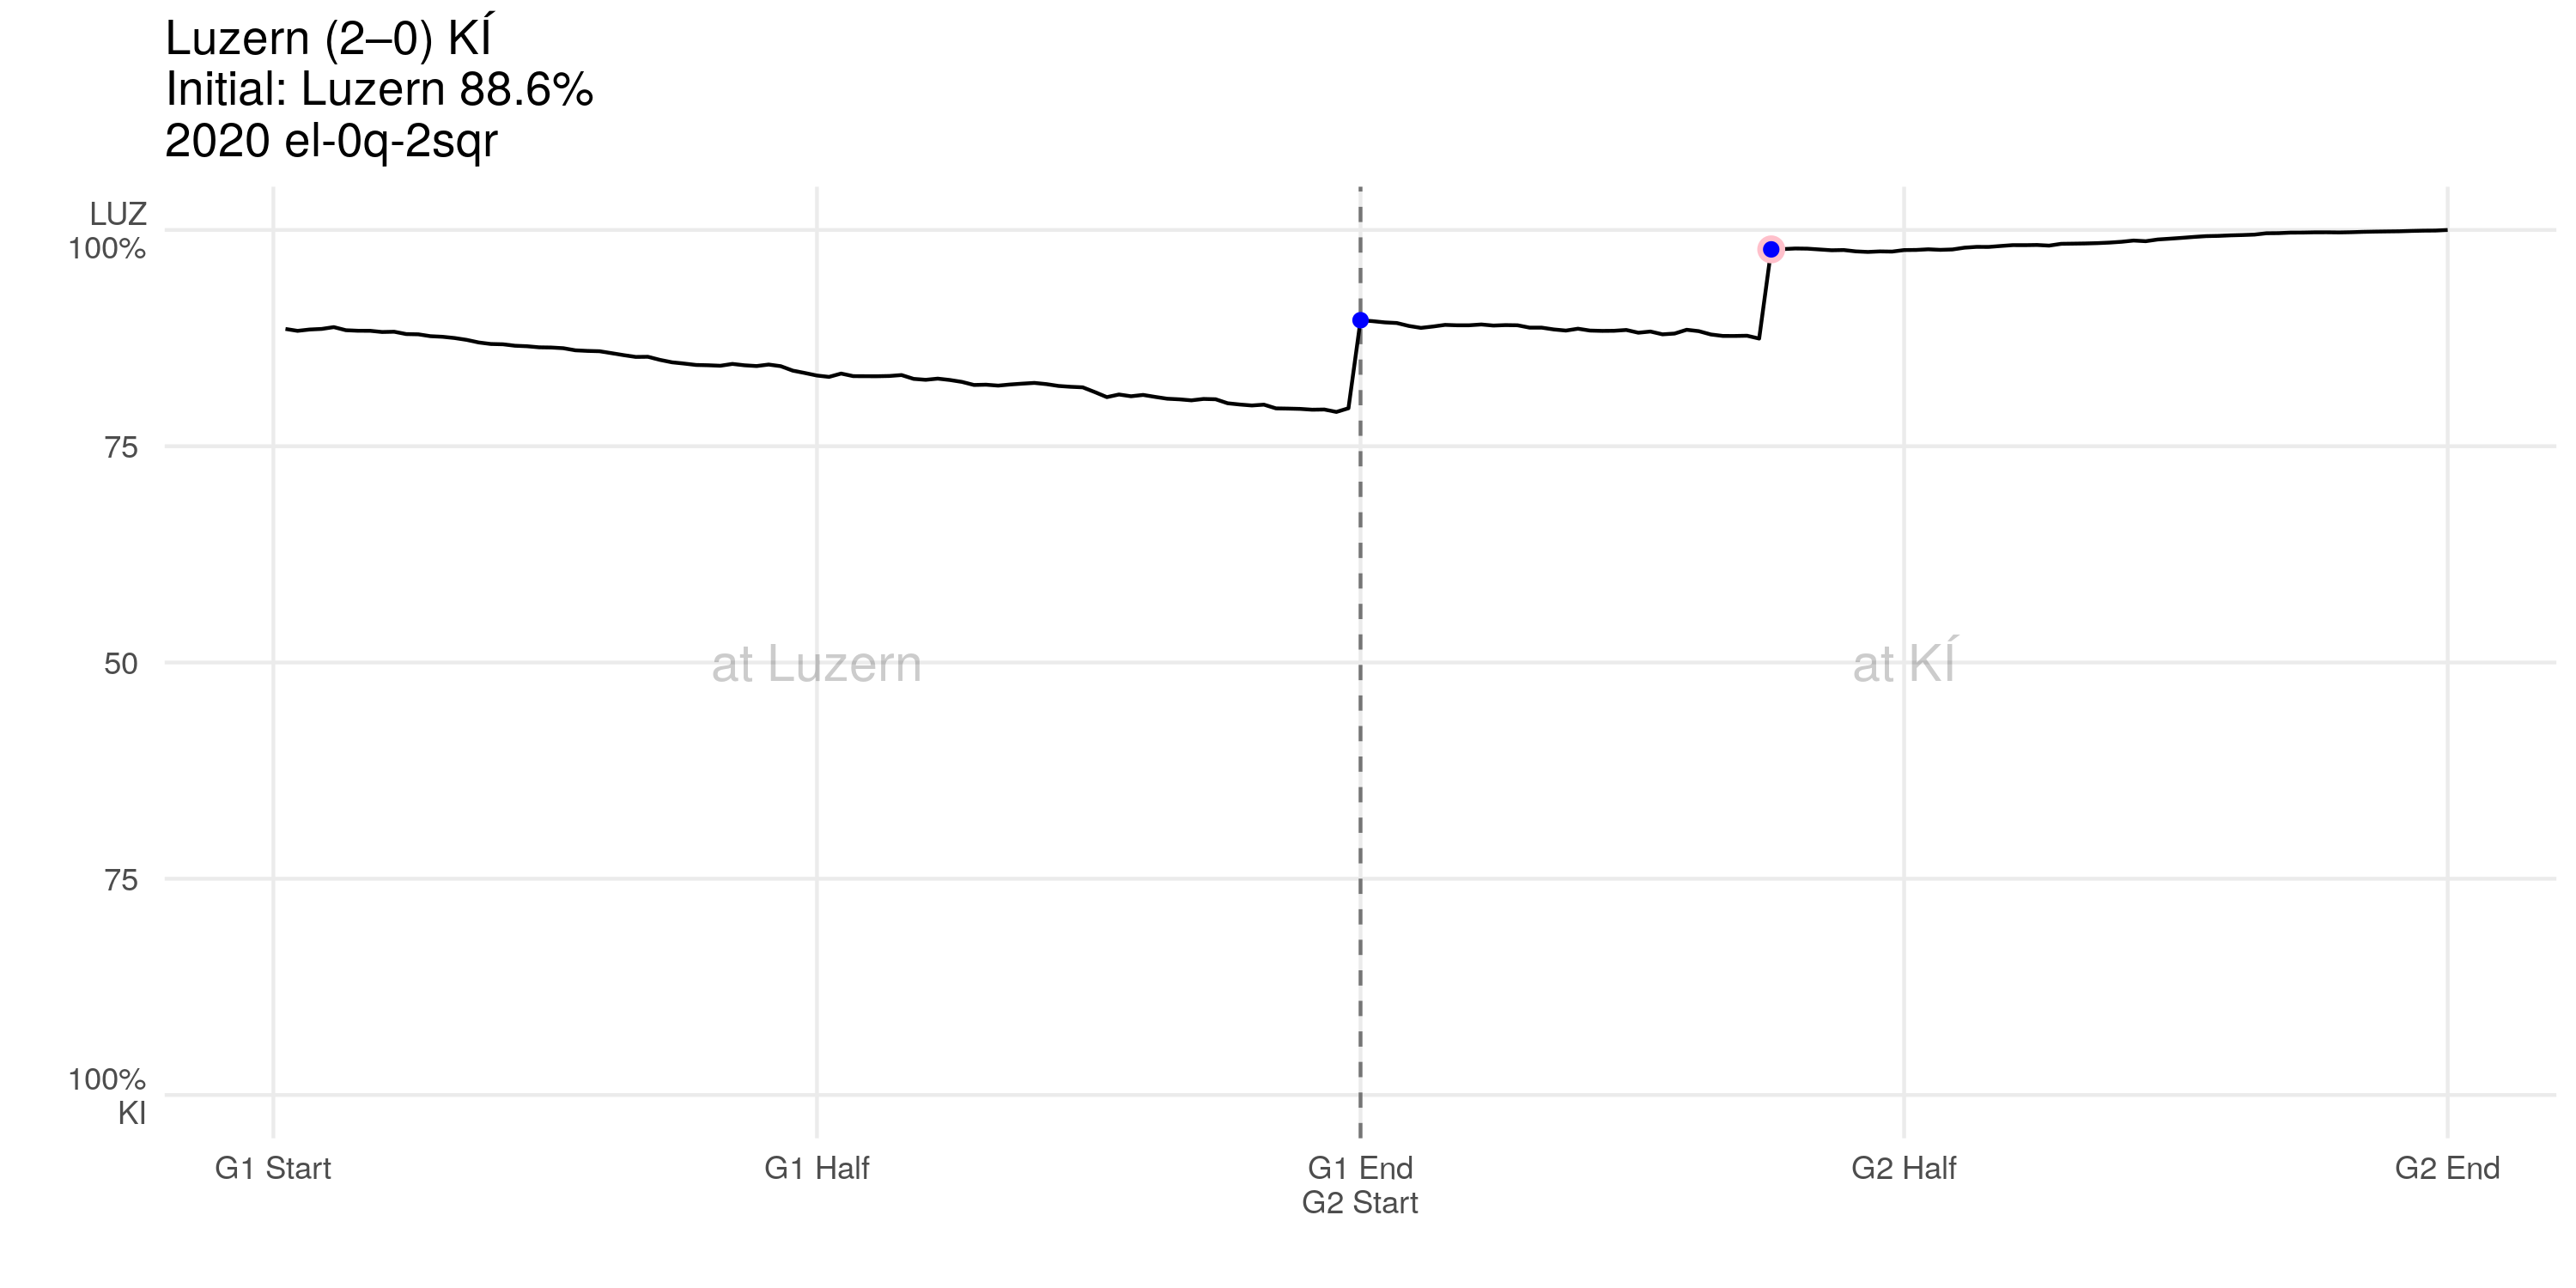 Luzern (2–0) KÍ
Initial: Luzern 88.6%
2020 el-0q-2sqr
LUZ
100%
75
50
75
100%
KI
at Luzern
at KÍ
G1 Start
G1 Half
G1 End
G2 Start
G2 Half
G2 End